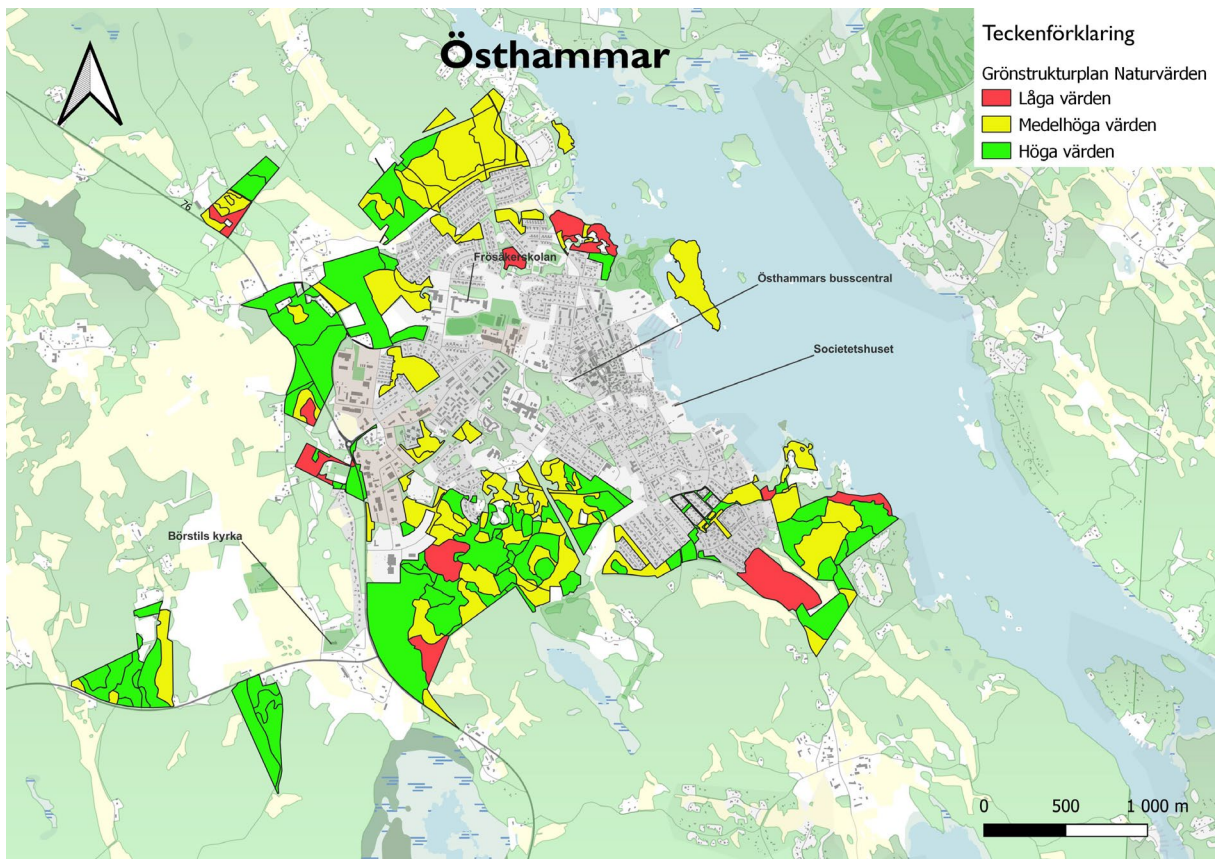 Östhammar
Teckenförklaring
Grönstrukturplan Naturvärden
Låga värden
Medelhöga värden
Höga värden
76
Frösåkerskolan
Östhammars busscentral
Societetshuset
Börstils kyrka
0 500 1 000 m